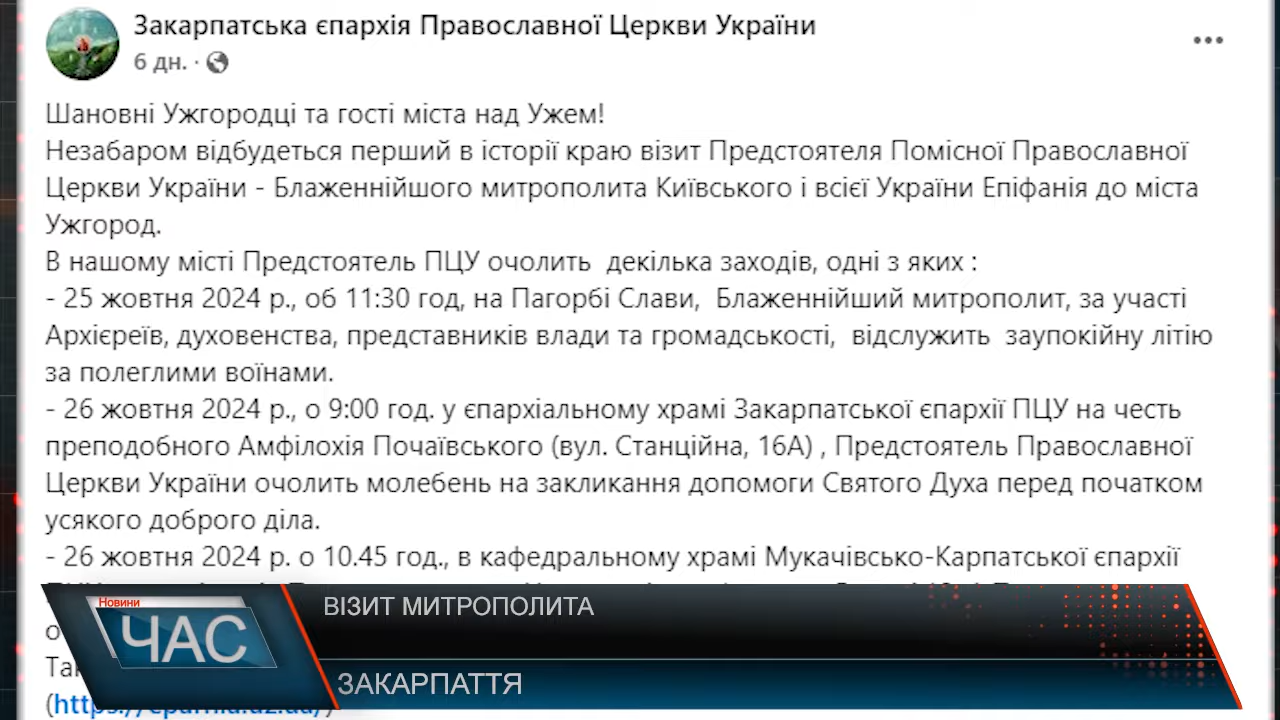 Закарпатська єпархія Православної Церкви України
6 дн. ·
Шановні Ужгородці та гості міста над Ужем!
Незабаром відбудеться перший в історії краю візит Предстоятеля Помісної Православної
Церкви України - Блаженнійшого митрополита Київського і всієї України Епіфанія до міста
Ужгород.
В нашому місті Предстоятель ПЦУ очолить декілька заходів, одні з яких :
- 25 жовтня 2024 р., об 11:30 год, на Пагорбі Слави, Блаженнійший митрополит, за участі
Архієреїв, духовенства, представників влади та громадськості, відслужить заупокійну літію
за полеглими воїнами.
- 26 жовтня 2024 р., о 9:00 год. у єпархіальному храмі Закарпатської єпархії ПЦУ на честь
преподобного Амфілохія Почаївського (вул. Станційна, 16А) , Предстоятель Православної
Церкви України очолить молебень на закликання допомоги Святого Духа перед початком
усякого доброго діла.
- 26 жовтня 2024 р. о 10.45 год., в кафедральному храмі Мукачівсько-Карпатської єпархії
Новини
ЧАС
ВІЗИТ МИТРОПОЛИТА
ЗАКАРПАТТЯ